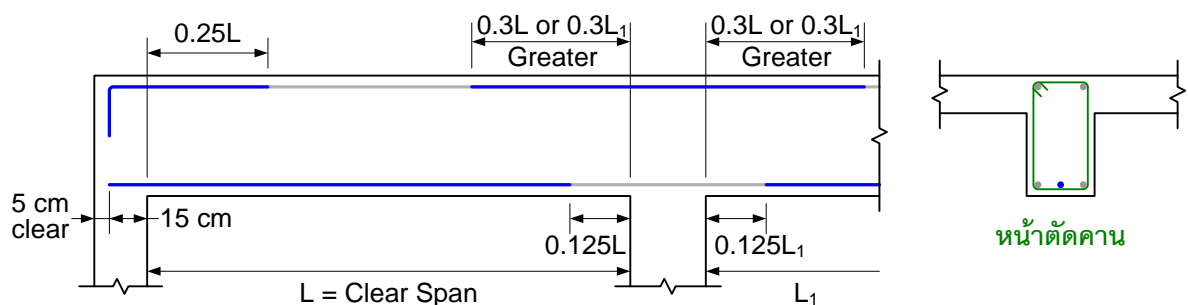 0.25L
0.3L or 0.3L₁
Greater
0.3L or 0.3L₁
Greater
5 cm
clear
15 cm
0.125L
0.125L₁
L = Clear Span
L₁
หน้าตัดคาน